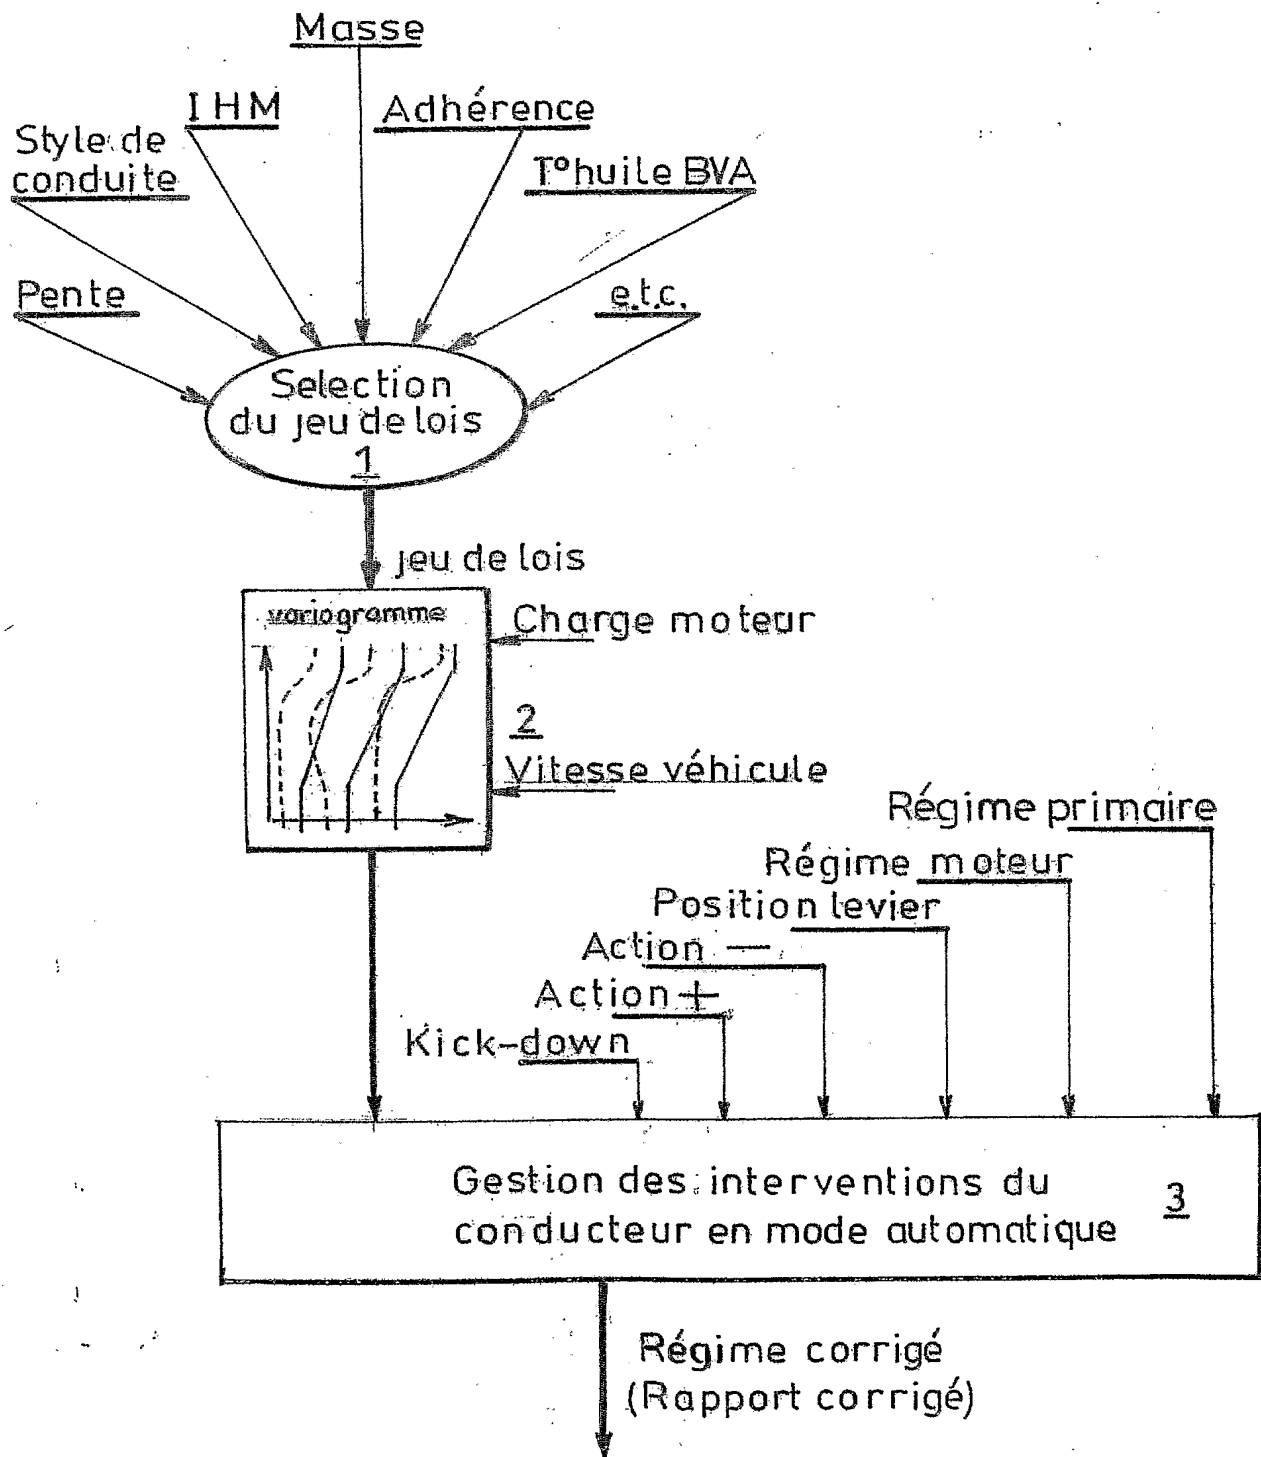 Masse
IHM
Adhérence
Style de
conduite
T°huile BVA
Pente
e.t.c.
Selection
du jeu de lois
1
jeu de lois
variogramme
Charge moteur
2
Vitesse véhicule
Régime primaire
Régime moteur
Position levier
Action —
Action +
Kick-down
Gestion des interventions du
conducteur en mode automatique
3
Régime corrigé
(Rapport corrigé)